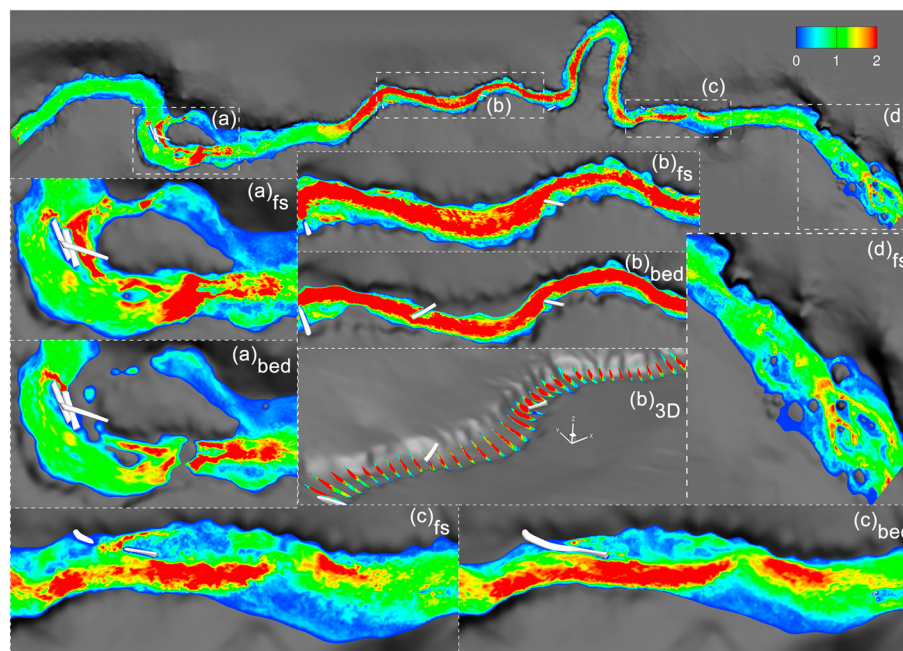 0 1 2
(a)
(b)
(c)
(d
(a)fs
(b)fs
(d)fs
(b)bed
(a)bed
(b)3D
Z
Y X
(c)fs
(c)bed